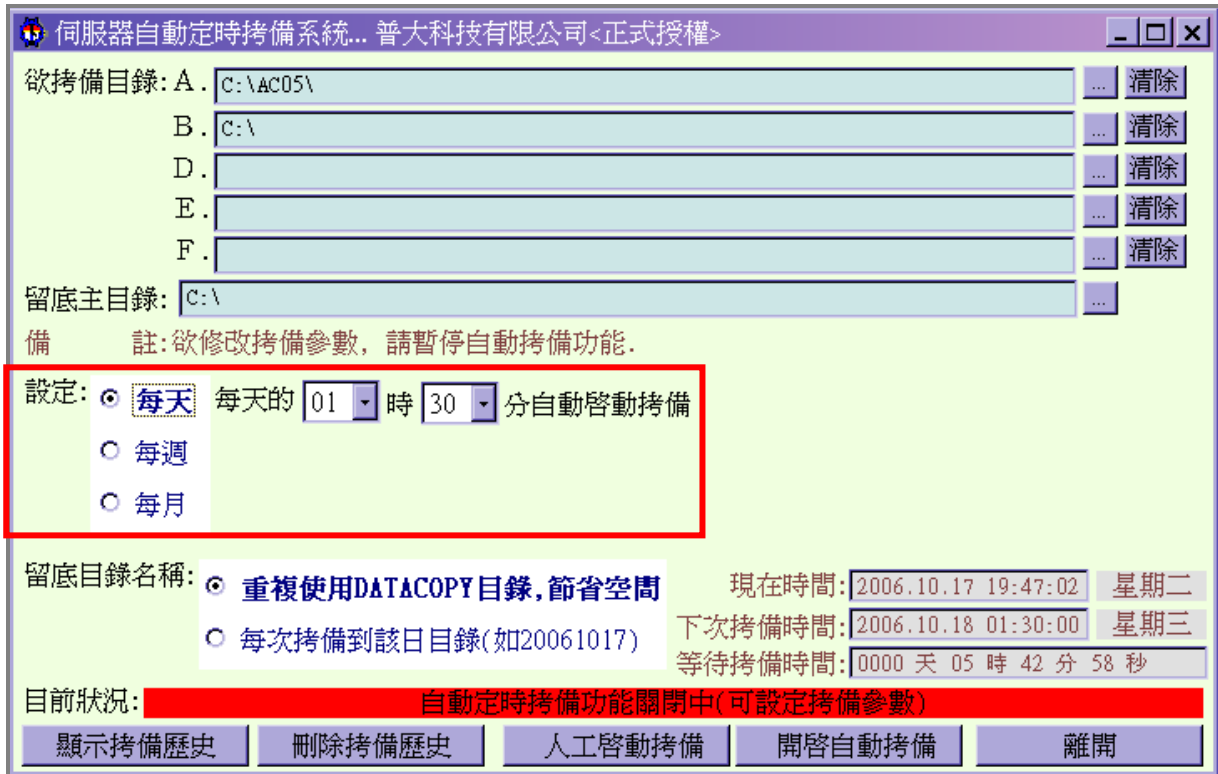 伺服器自動定時拷備系統... 普大科技有限公司<正式授權>
欲拷備目錄: A. C:\AC05\ ... 清除
B. C:\ ... 清除
D. ... 清除
E. ... 清除
F. ... 清除
留底主目錄: C:\ ...
備 註:欲修改拷備參數, 請暫停自動拷備功能.
設定: 每天 每天的 01 時 30 分自動啓動拷備
每週
每月
留底目錄名稱: 重複使用DATACOPY目錄,節省空間
每次拷備到該日目錄(如20061017)
現在時間: 2006.10.17 19:47:02 星期二
下次拷備時間: 2006.10.18 01:30:00 星期三
等待拷備時間: 0000 天 05 時 42 分 58 秒
目前狀況: 自動定時拷備功能關閉中(可設定拷備參數)
顯示拷備歷史 刪除拷備歷史 人工啓動拷備 開啓自動拷備 離開